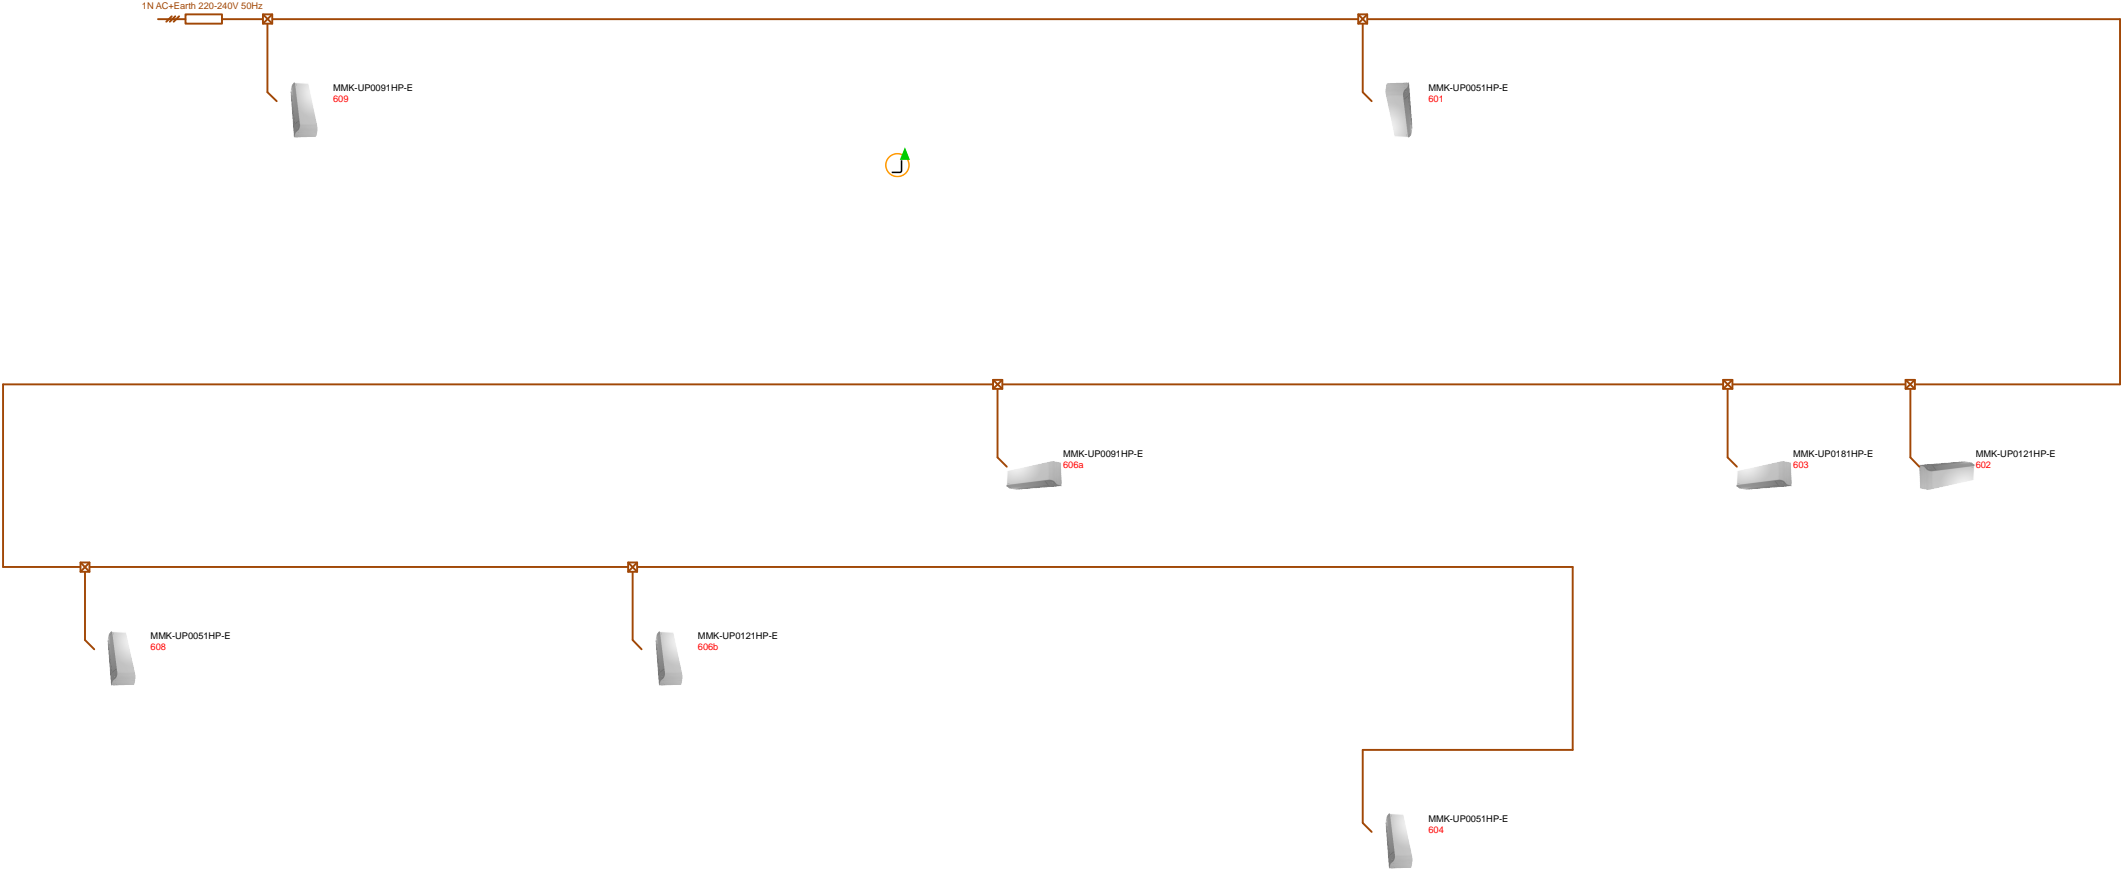 1N AC+Earth 220-240V 50Hz
MMK-UP0091HP-E
609
MMK-UP0051HP-E
601
MMK-UP0091HP-E
606a
MMK-UP0181HP-E
603
MMK-UP0121HP-E
602
MMK-UP0051HP-E
608
MMK-UP0121HP-E
606b
MMK-UP0051HP-E
604